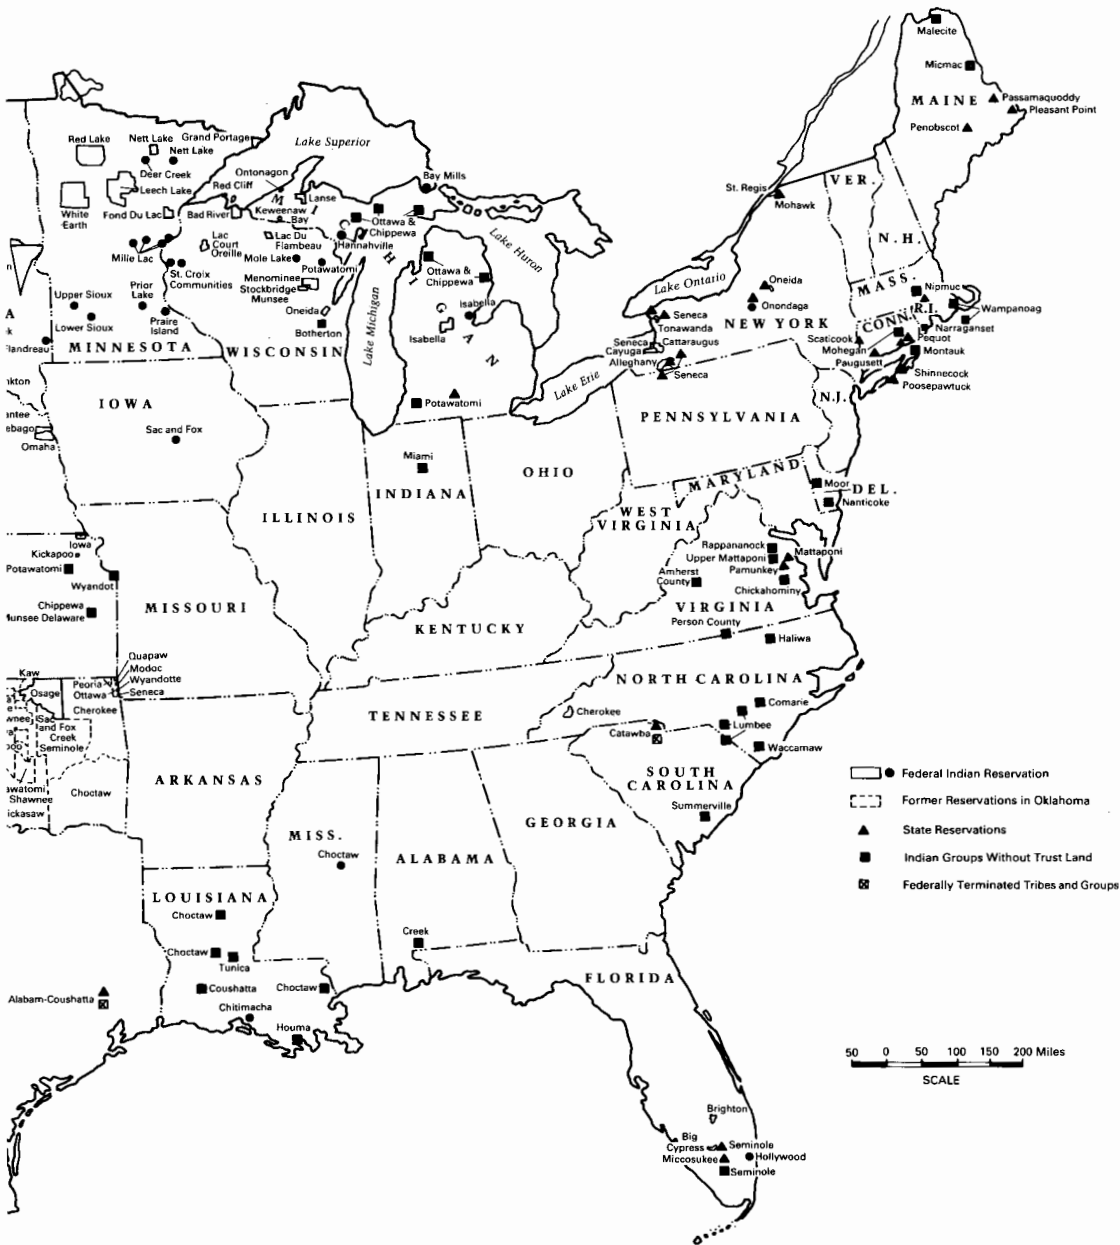 Malecite
Micmac
MAINE
Passamaquoddy
Pleasant Point
Penobscot
Red Lake
Nett Lake
Grand Portage
Nett Lake
Lake Superior
Deer Creek
Ontonagon
Bay Mills
Leech Lake
Red Cliff
Lanse
VER.
St. Regis
Mohawk
White
Earth
Fond Du Lac
Bad River
Keweenaw
Bay
MICHIGAN
Ottawa &
Chippewa
Lake Huron
N.H.
Lac
Court
Oreille
Lac Du
Flambeau
Hannahville
Mille Lac
Mole Lake
Potawatomi
Ottawa &
Chippewa
St. Croix
Communities
Menominee
Stockbridge
Munsee
Lake Ontario
Oneida
MASS.
Nipmuc
Upper Sioux
Prior
Lake
Isabella
Onondaga
R.I.
Wampanoag
Lower Sioux
Praire
Island
Oneida
Lake Michigan
Seneca
Tonawanda
NEW YORK
CONN.
Narraganset
Flandreau
MINNESOTA
WISCONSIN
Botherton
Isabella
Seneca
Cattaraugus
Cayuga
Alleghany
Scaticook
Mohegan
Pequot
Montauk
Paugusett
Seneca
Shinnecock
Poosepawtuck
Lake Erie
IOWA
Potawatomi
PENNSYLVANIA
N.J.
Omaha
Sac and Fox
Miami
OHIO
INDIANA
MARYLAND
Moor
DEL.
Nanticoke
ILLINOIS
WEST
VIRGINIA
Iowa
Kickapoo
Potawatomi
Wyandot
Rappananock
Mattaponi
Upper Mattaponi
Pamunkey
Amherst
County
Chickahominy
Chippewa
Munsee Delaware
MISSOURI
KENTUCKY
VIRGINIA
Person County
Haliwa
Quapaw
Modoc
Wyandotte
Seneca
Kaw
Peoria
Ottawa
Osage
Cherokee
Sac
and Fox
Creek
Seminole
NORTH CAROLINA
Comarie
TENNESSEE
Cherokee
Catawba
Lumbee
Waccamaw
Choctaw
Shawnee
ARKANSAS
SOUTH
CAROLINA
Summerville
MISS.
Choctaw
ALABAMA
GEORGIA
Federal Indian Reservation
Former Reservations in Oklahoma
State Reservations
Indian Groups Without Trust Land
Federally Terminated Tribes and Groups
LOUISIANA
Choctaw
Choctaw
Tunica
Creek
FLORIDA
Alabam-Coushatta
Coushatta
Choctaw
Chitimacha
Houma
50 0 50 100 150 200 Miles
SCALE
Brighton
Big
Cypress
Seminole
Miccosukee
Hollywood
Seminole